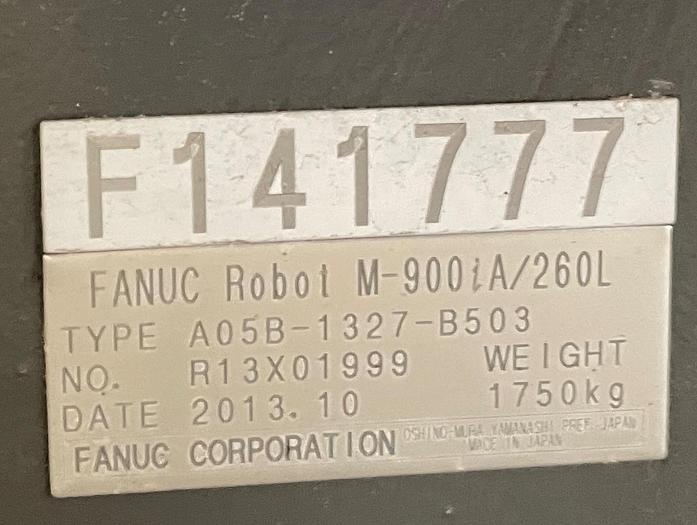 F141777
FANUC Robot M-900iA/260L
TYPE A05B-1327-B503
NO. R13X01999 WEIGHT
DATE 2013.10 1750kg
FANUC CORPORATION OSHINO-MURA YAMANASHI PREF. JAPAN
MADE IN JAPAN